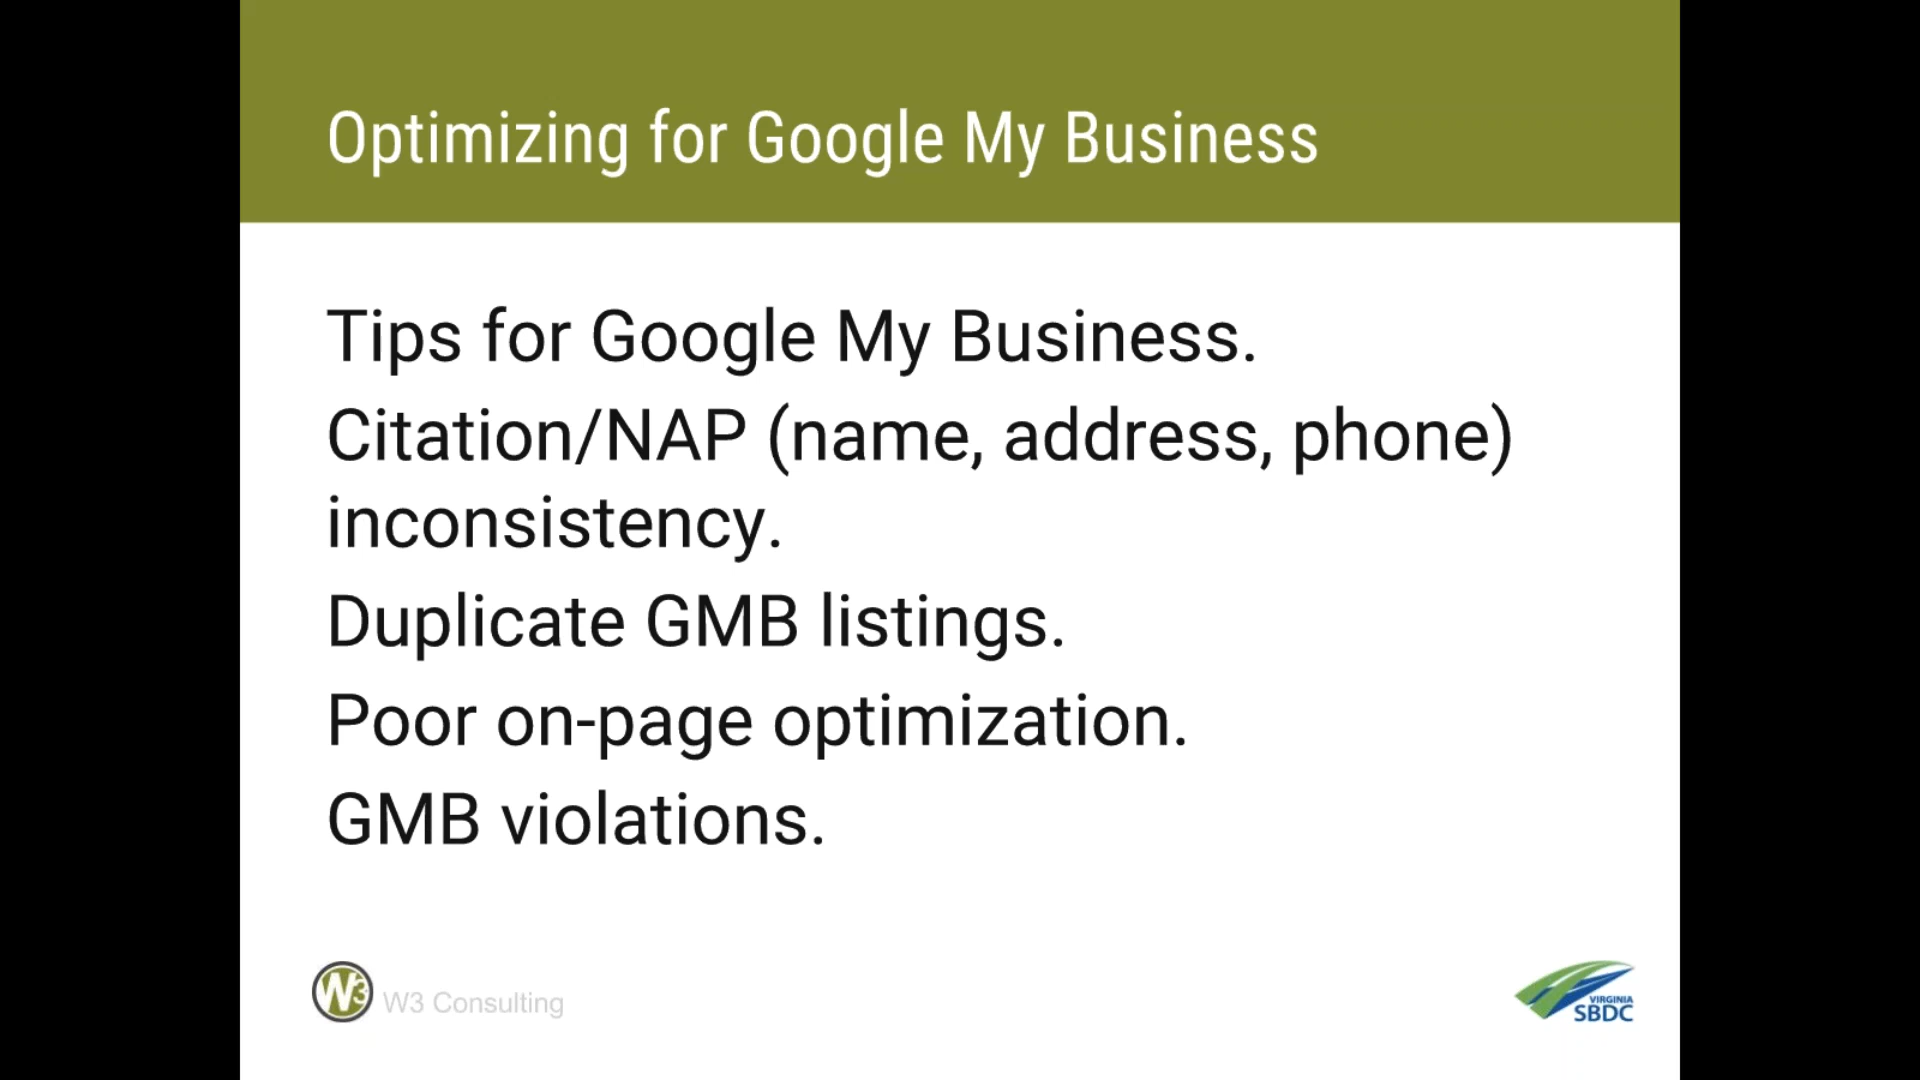 Optimizing for Google My Business
Tips for Google My Business.
Citation/NAP (name, address, phone)
inconsistency.
Duplicate GMB listings.
Poor on-page optimization.
GMB violations.
W3 W3 Consulting
VIRGINIA
SBDC